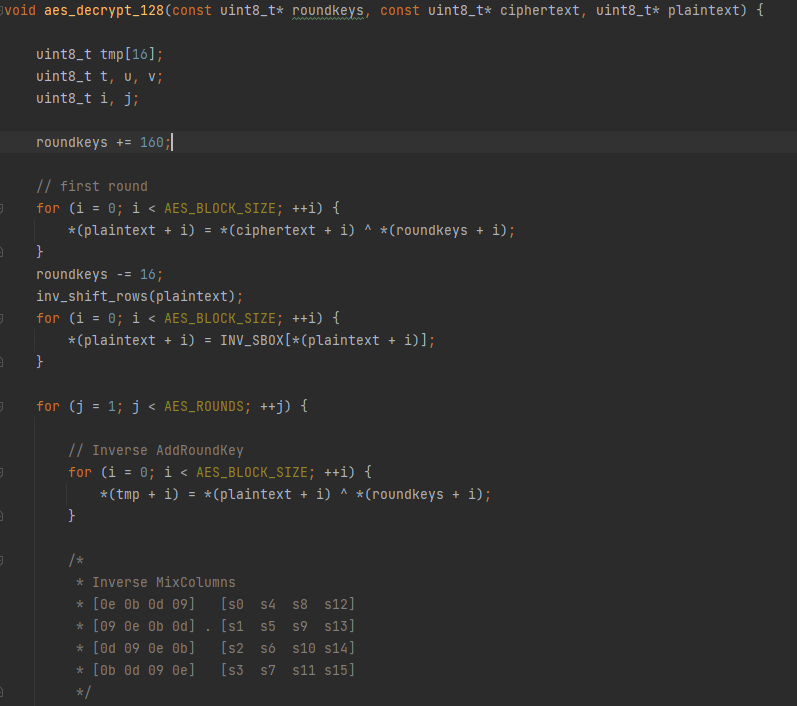 void aes_decrypt_128(const uint8_t* roundkeys, const uint8_t* ciphertext, uint8_t* plaintext) {
    uint8_t tmp[16];
    uint8_t t, u, v;
    uint8_t i, j;
    roundkeys += 160;
    // first round
    for (i = 0; i < AES_BLOCK_SIZE; ++i) {
        *(plaintext + i) = *(ciphertext + i) ^ *(roundkeys + i);
    }
    roundkeys -= 16;
    inv_shift_rows(plaintext);
    for (i = 0; i < AES_BLOCK_SIZE; ++i) {
        *(plaintext + i) = INV_SBOX[*(plaintext + i)];
    }
    for (j = 1; j < AES_ROUNDS; ++j) {
        // Inverse AddRoundKey
        for (i = 0; i < AES_BLOCK_SIZE; ++i) {
            *(tmp + i) = *(plaintext + i) ^ *(roundkeys + i);
        }
        /*
         * Inverse MixColumns
         * [0e 0b 0d 09]   [s0  s4  s8  s12]
         * [09 0e 0b 0d] . [s1  s5  s9  s13]
         * [0d 09 0e 0b]   [s2  s6  s10 s14]
         * [0b 0d 09 0e]   [s3  s7  s11 s15]
         */